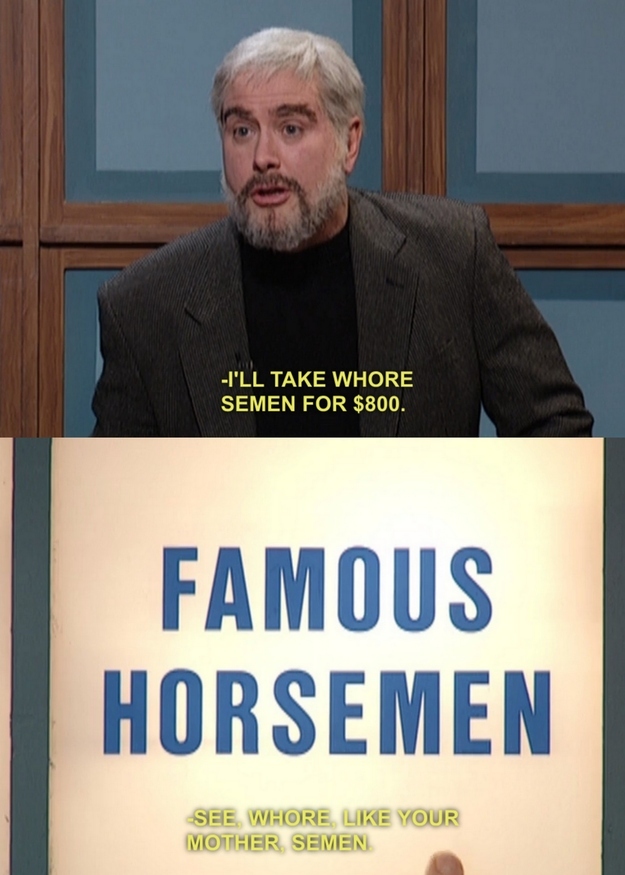 -I'LL TAKE WHORE
SEMEN FOR $800.
FAMOUS
HORSEMEN
-SEE, WHORE, LIKE YOUR
MOTHER, SEMEN.